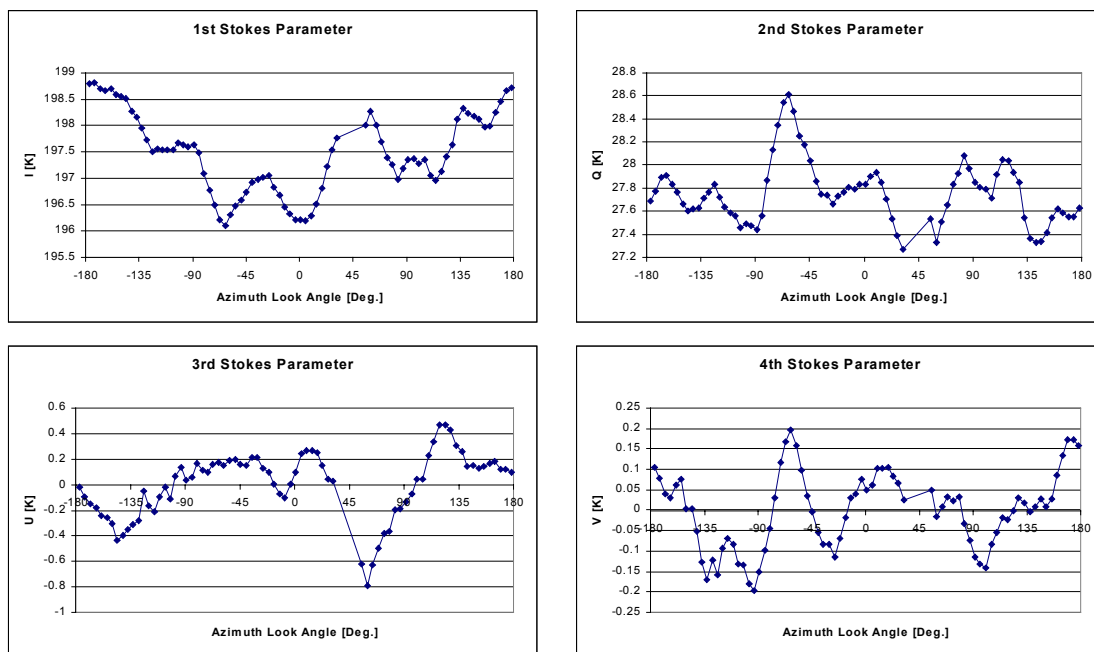 1st Stokes Parameter
I [K]
199
198.5
198
197.5
197
196.5
196
195.5
-180 -135 -90 -45 0 45 90 135 180
Azimuth Look Angle [Deg.]
2nd Stokes Parameter
Q [K]
28.8
28.6
28.4
28.2
28
27.8
27.6
27.4
27.2
-180 -135 -90 -45 0 45 90 135 180
Azimuth Look Angle [Deg.]
3rd Stokes Parameter
U [K]
0.6
0.4
0.2
0
-0.2
-0.4
-0.6
-0.8
-1
-180 -135 -90 -45 0 45 90 135 180
Azimuth Look Angle [Deg.]
4th Stokes Parameter
V [K]
0.25
0.2
0.15
0.1
0.05
0
-0.05
-0.1
-0.15
-0.2
-0.25
-180 -135 -90 -45 0 45 90 135 180
Azimuth Look Angle [Deg.]